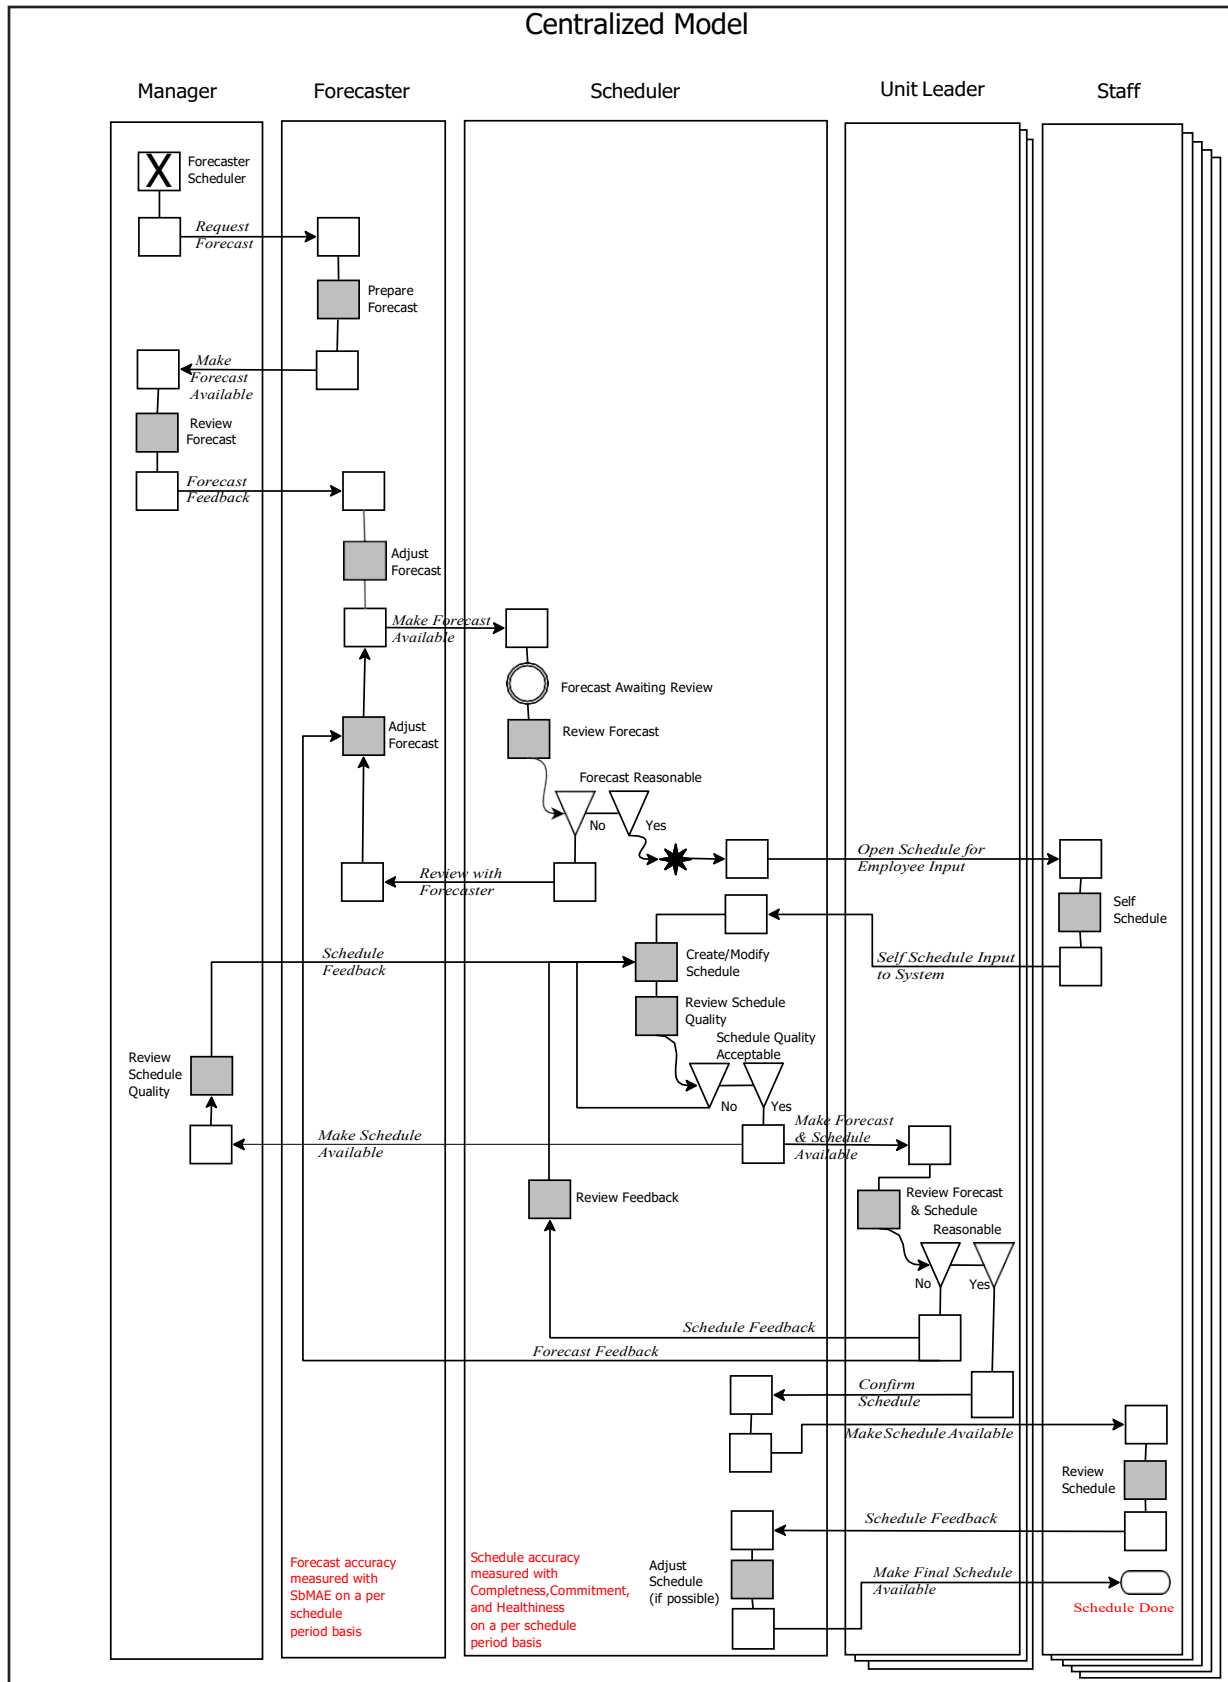 Centralized Model
Manager
Forecaster
Scheduler
Unit Leader
Staff
X
Forecaster
Scheduler
Request
Forecast
Prepare
Forecast
Make
Forecast
Available
Review
Forecast
Forecast
Feedback
Adjust
Forecast
Make Forecast
Available
Forecast Awaiting Review
Adjust
Forecast
Review Forecast
Forecast Reasonable
No
Yes
Open Schedule for
Employee Input
Review with
Forecaster
Self
Schedule
Schedule
Feedback
Create/Modify
Schedule
Self Schedule Input
to System
Review Schedule
Quality
Schedule Quality
Acceptable
Review
Schedule
Quality
No
Yes
Make Schedule
Available
Make Forecast
& Schedule
Available
Review Feedback
Review Forecast
& Schedule
Reasonable
No
Yes
Schedule Feedback
Forecast Feedback
Confirm
Schedule
Make Schedule Available
Review
Schedule
Schedule Feedback
Forecast accuracy
measured with
SbMAE on a per
schedule
period basis
Schedule accuracy
measured with
Completness,Commitment,
and Healthiness
on a per schedule
period basis
Adjust
Schedule
(if possible)
Make Final Schedule
Available
Schedule Done